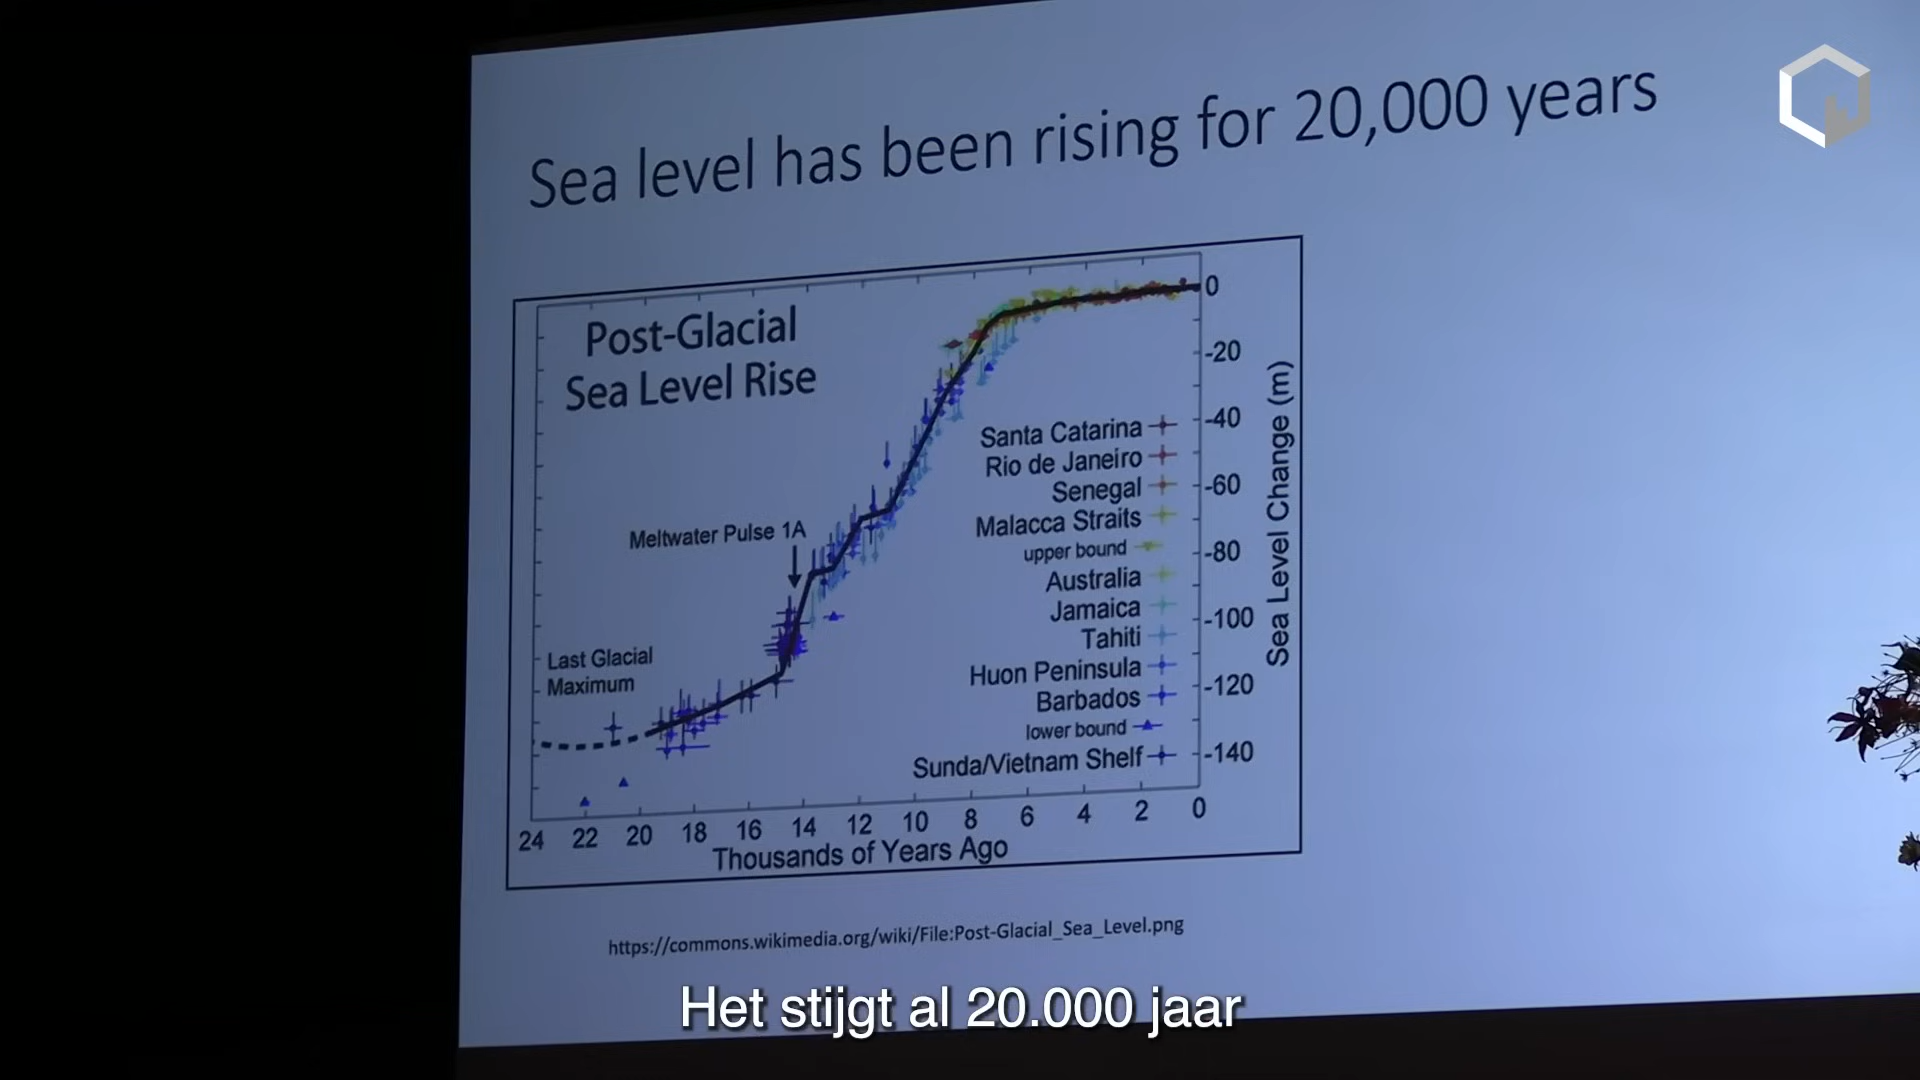 Sea level has been rising for 20,000 years
Post-Glacial
Sea Level Rise
Meltwater Pulse 1A
Last Glacial
Maximum
Santa Catarina
Rio de Janeiro
Senegal
Malacca Straits
upper bound
Australia
Jamaica
Tahiti
Huon Peninsula
Barbados
lower bound
Sunda/Vietnam Shelf
0
-20
-40
-60
-80
-100
-120
-140
Sea Level Change (m)
24 22 20 18 16 14 12 10 8 6 4 2 0
Thousands of Years Ago
https://commons.wikimedia.org/wiki/File:Post-Glacial_Sea_Level.png
Het stijgt al 20.000 jaar